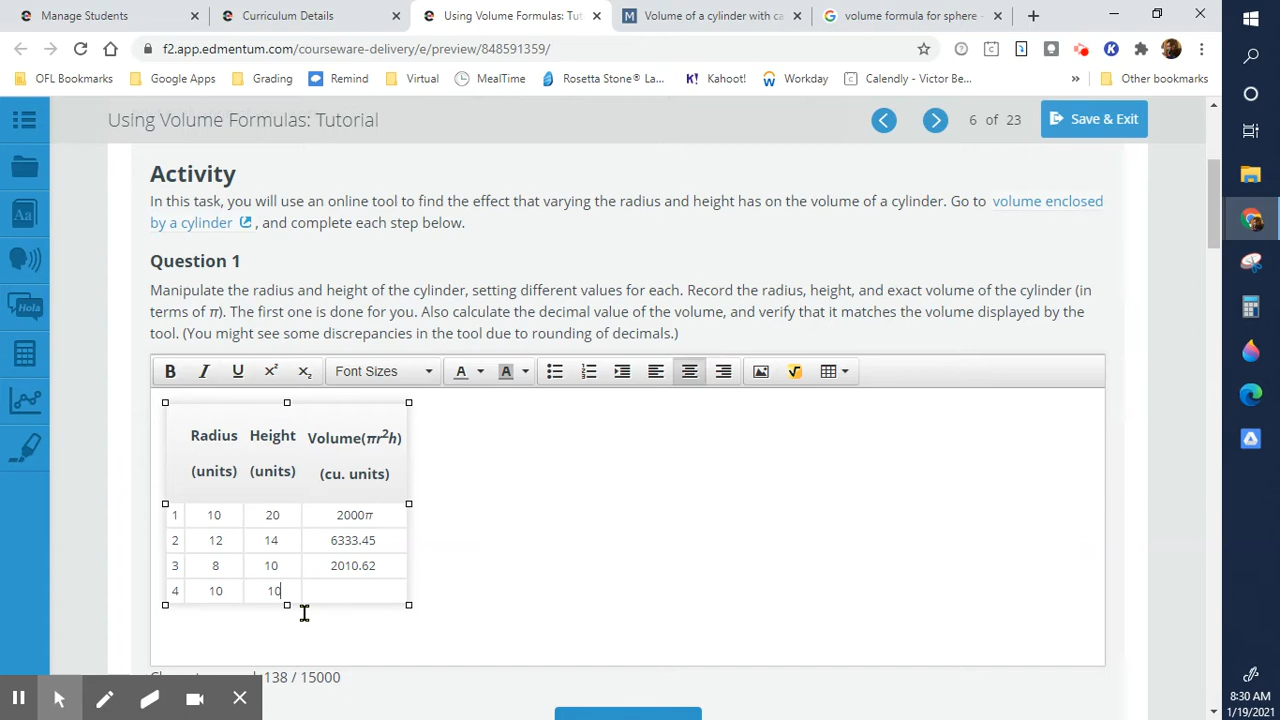 Manage Students
Curriculum Details
Using Volume Formulas: Tut
Volume of a cylinder with ca
volume formula for sphere -
f2.app.edmentum.com/courseware-delivery/e/preview/848591359/
OFL Bookmarks
Google Apps
Grading
Remind
Virtual
MealTime
Rosetta Stone® La...
Kahoot!
Workday
Calendly - Victor Be...
»
Other bookmarks
Using Volume Formulas: Tutorial
6 of 23
Save & Exit
Activity
In this task, you will use an online tool to find the effect that varying the radius and height has on the volume of a cylinder. Go to volume enclosed
by a cylinder , and complete each step below.
Question 1
Manipulate the radius and height of the cylinder, setting different values for each. Record the radius, height, and exact volume of the cylinder (in
terms of π). The first one is done for you. Also calculate the decimal value of the volume, and verify that it matches the volume displayed by the
tool. (You might see some discrepancies in the tool due to rounding of decimals.)
B I U X² X₂ Font Sizes A A
Radius Height Volume(πr²h)
(units) (units) (cu. units)
1 10 20 2000π
2 12 14 6333.45
3 8 10 2010.62
4 10 10
138 / 15000
Aa
Hola
8:30 AM
1/19/2021